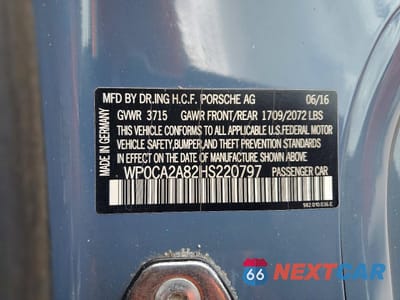 MFD BY DR.ING H.C.F. PORSCHE AG 06/16
GVWR 3715 GAWR FRONT/REAR 1709/2072 LBS
THIS VEHICLE CONFORMS TO ALL APPLICABLE
U.S.FEDERAL MOTOR
VEHICLE SAFETY,BUMPER,AND THEFT PREVENTION
STANDARDS
IN EFFECT ON THE DATE OF MANUFACTURE SHOWN ABOVE.
WP0CA2A82HS220797 PASSENGER CAR
MADE IN GERMANY
66 NEXTCAR